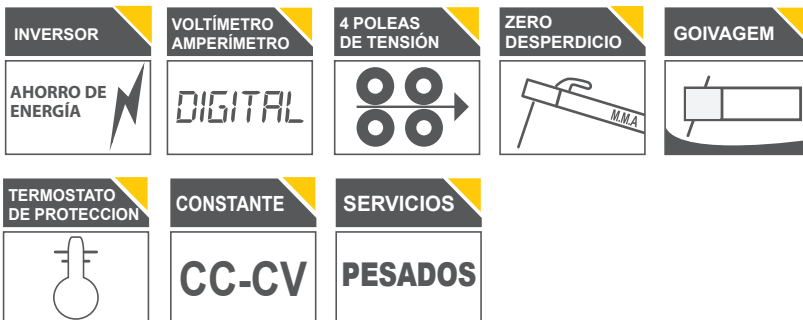 INVERSOR
AHORRO DE
ENERGÍA
VOLTÍMETRO
AMPERÍMETRO
DIGITAL
4 POLEAS
DE TENSIÓN
ZERO
DESPERDICIO
M.M.A
GOIVAGEM
TERMOSTATO
DE PROTECCION
CONSTANTE
CC-CV
SERVICIOS
PESADOS